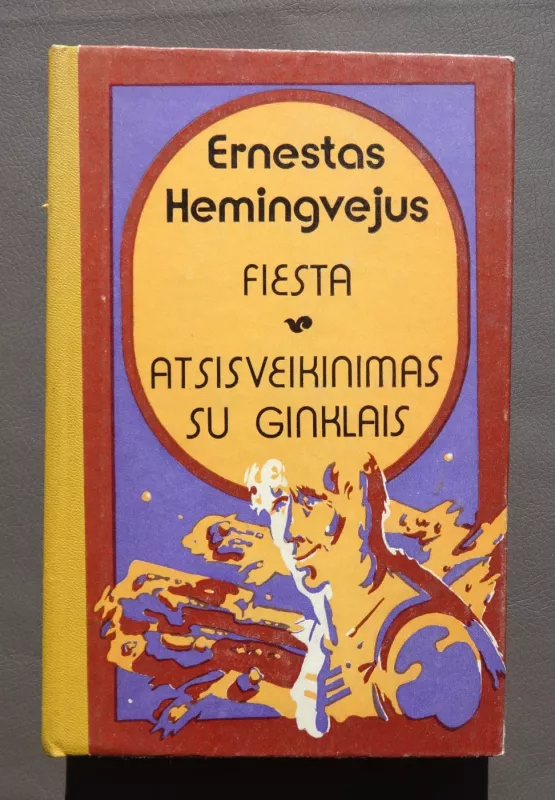 Ernestas
Hemingvejus
FIESTA
ATSISVEIKINIMAS
SU GINKLAIS